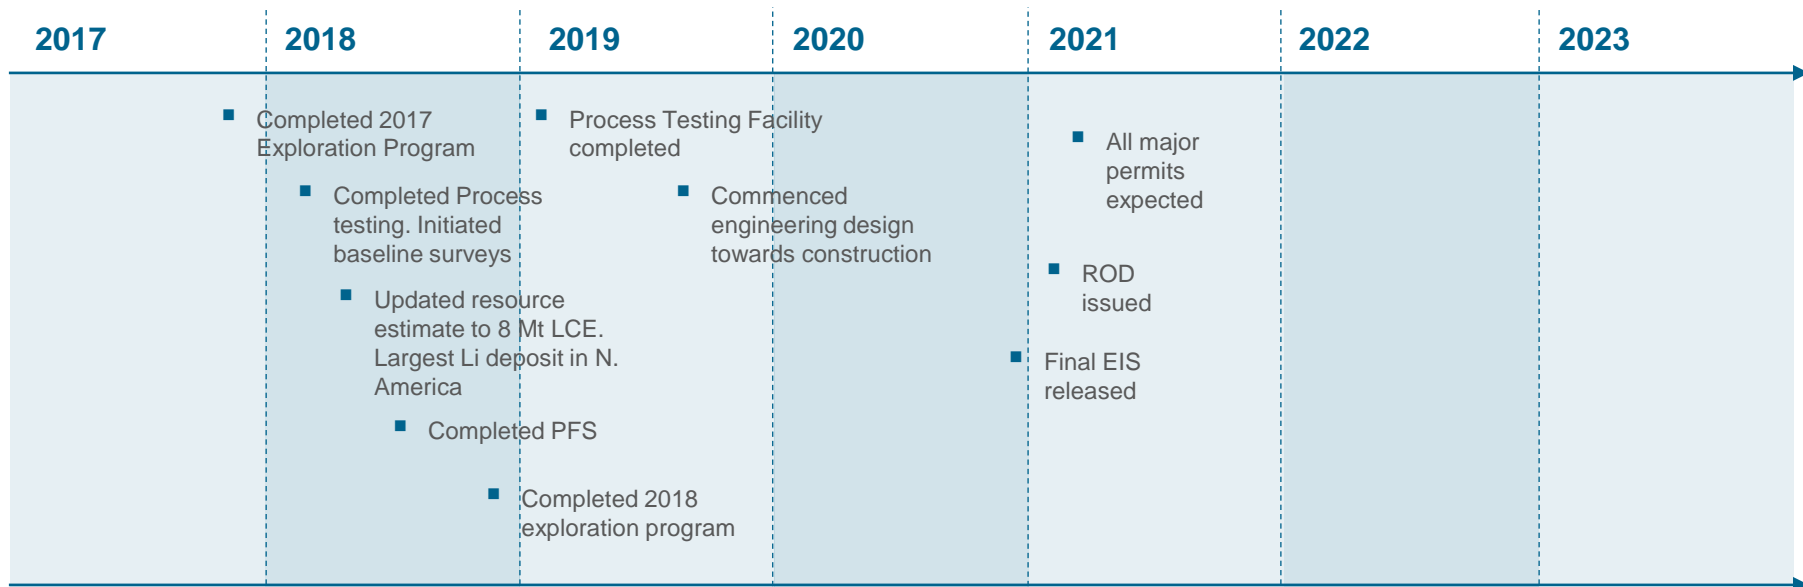 2017
2018
2019
2020
2021
2022
2023
Completed 2017
Exploration Program
Completed Process
testing. Initiated
baseline surveys
Updated resource
estimate to 8 Mt LCE.
Largest Li deposit in N.
America
Completed PFS
Completed 2018
exploration program
Process Testing Facility
completed
Commenced
engineering design
towards construction
All major
permits
expected
ROD
issued
Final EIS
released